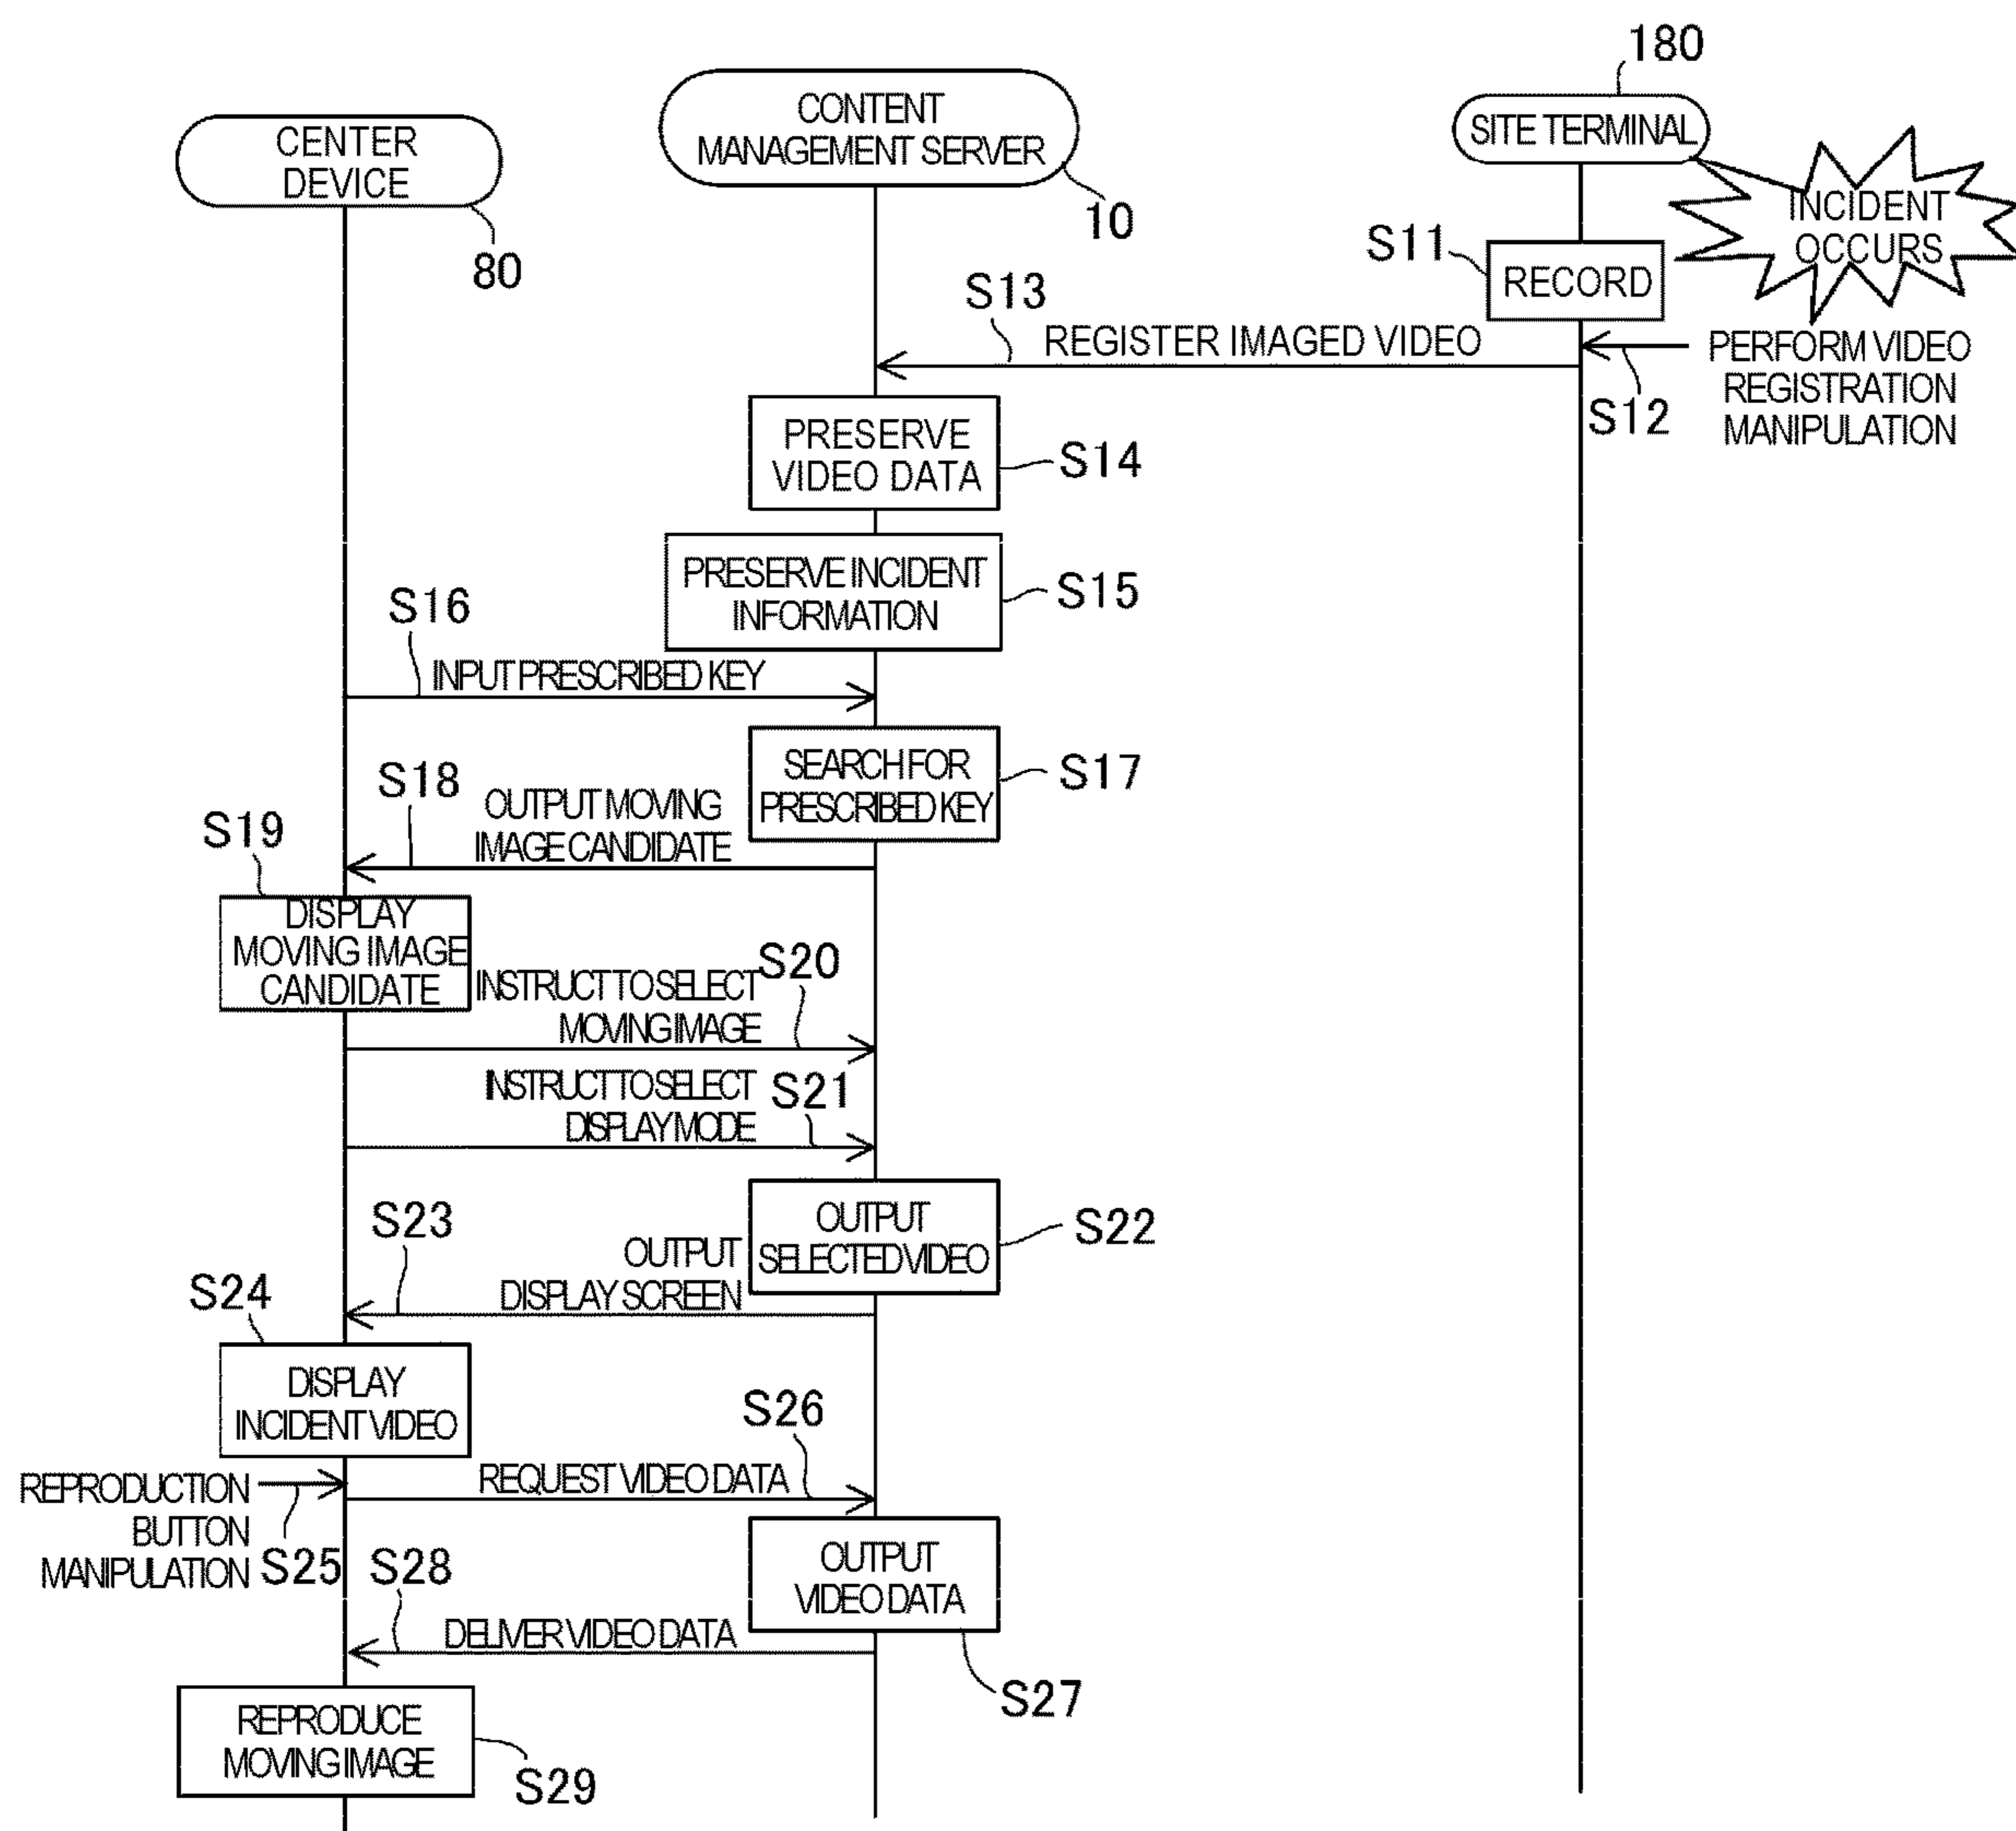 180
CONTENT
MANAGEMENT SERVER
SITE TERMINAL
CENTER
DEVICE
10
INCIDENT
OCCURS
80
S11
RECORD
S13
REGISTER IMAGED VIDEO
PERFORM VIDEO
REGISTRATION
MANIPULATION
S12
PRESERVE
VIDEO DATA
S14
PRESERVE INCIDENT
INFORMATION
S15
S16
INPUT PRESCRIBED KEY
SEARCH FOR
PRESCRIBED KEY
S17
S18
OUTPUT MOVING
IMAGE CANDIDATE
S19
DISPLAY
MOVING IMAGE
CANDIDATE
S20
INSTRUCT TO SELECT
MOVING IMAGE
INSTRUCT TO SELECT
DISPLAY MODE
S21
OUTPUT
SELECTED VIDEO
S22
S23
OUTPUT
DISPLAY SCREEN
S24
DISPLAY
INCIDENT VIDEO
S26
REQUEST VIDEO DATA
REPRODUCTION
BUTTON
MANIPULATION
S25
OUTPUT
VIDEO DATA
S28
DELIVER VIDEO DATA
S27
REPRODUCE
MOVING IMAGE
S29